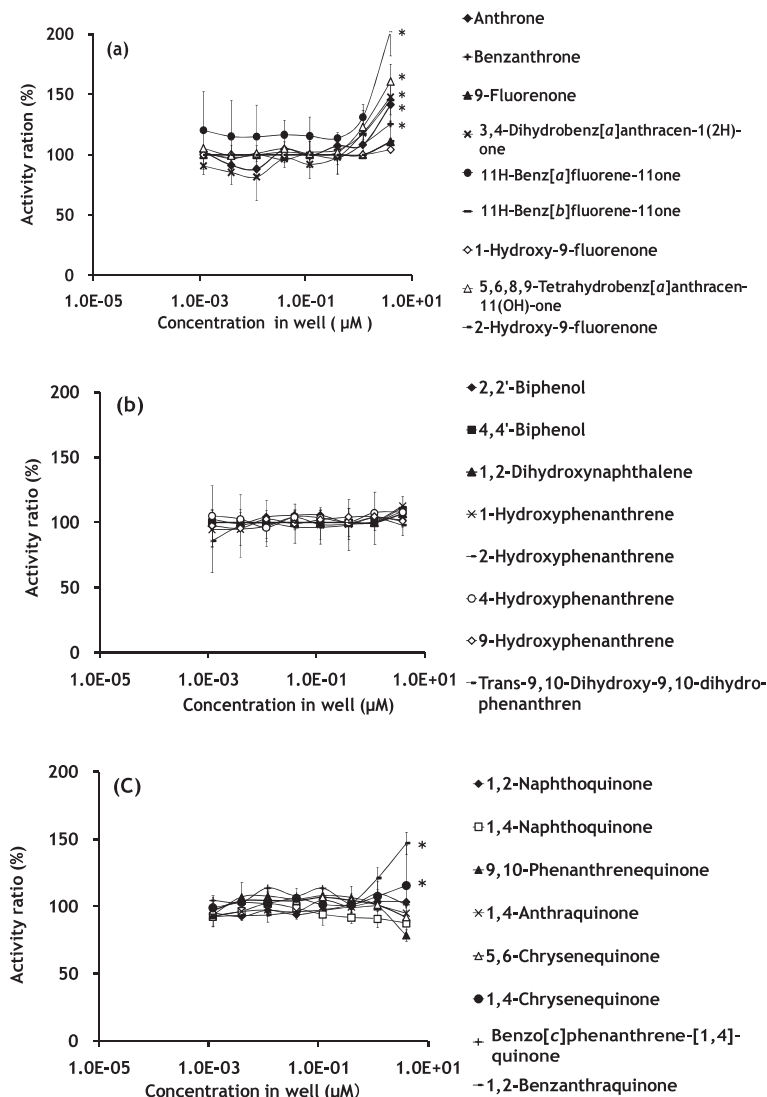 (a)
Activity ration (%)
200
150
100
50
0
1.0E-05
1.0E-03
1.0E-01
1.0E+01
Concentration in well ( µM )
*
*
*
*
*
Anthrone
Benzanthrone
9-Fluorenone
3,4-Dihydrobenz[a]anthracen-1(2H)-
one
11H-Benz[a]fluorene-11one
11H-Benz[b]fluorene-11one
1-Hydroxy-9-fluorenone
5,6,8,9-Tetrahydrobenz[a]anthracen-
11(OH)-one
2-Hydroxy-9-fluorenone
(b)
Activity ratio (%)
200
150
100
50
0
1.0E-05
1.0E-03
1.0E-01
1.0E+01
Concentration in well (µM)
2,2'-Biphenol
4,4'-Biphenol
1,2-Dihydroxynaphthalene
1-Hydroxyphenanthrene
2-Hydroxyphenanthrene
4-Hydroxyphenanthrene
9-Hydroxyphenanthrene
Trans-9,10-Dihydroxy-9,10-dihydro-
phenanthren
(C)
Activity ratio (%)
200
150
100
50
0
1.0E-05
1.0E-03
1.0E-01
1.0E+01
Concentration in well (µM)
*
*
1,2-Naphthoquinone
1,4-Naphthoquinone
9,10-Phenanthrenequinone
1,4-Anthraquinone
5,6-Chrysenequinone
1,4-Chrysenequinone
Benzo[c]phenanthrene-[1,4]-
quinone
1,2-Benzanthraquinone